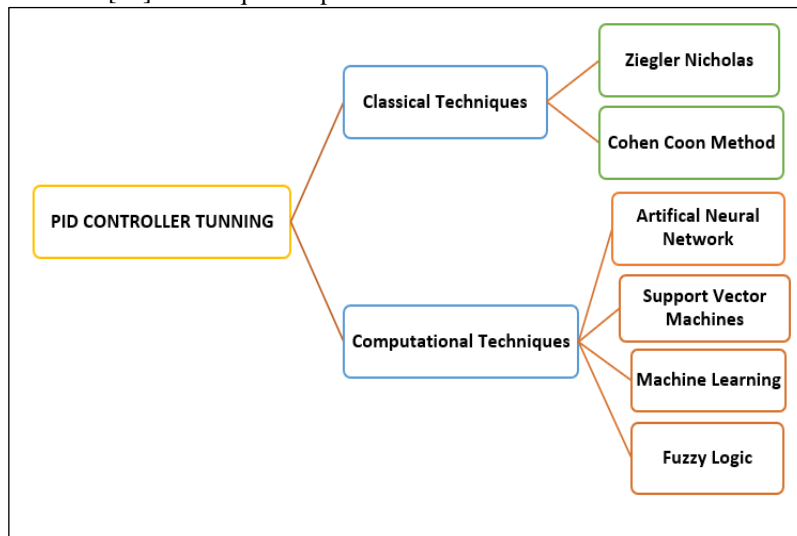 Ziegler Nicholas
Classical Techniques
Cohen Coon Method
PID CONTROLLER TUNNING
Artifical Neural
Network
Support Vector
Machines
Computational Techniques
Machine Learning
Fuzzy Logic